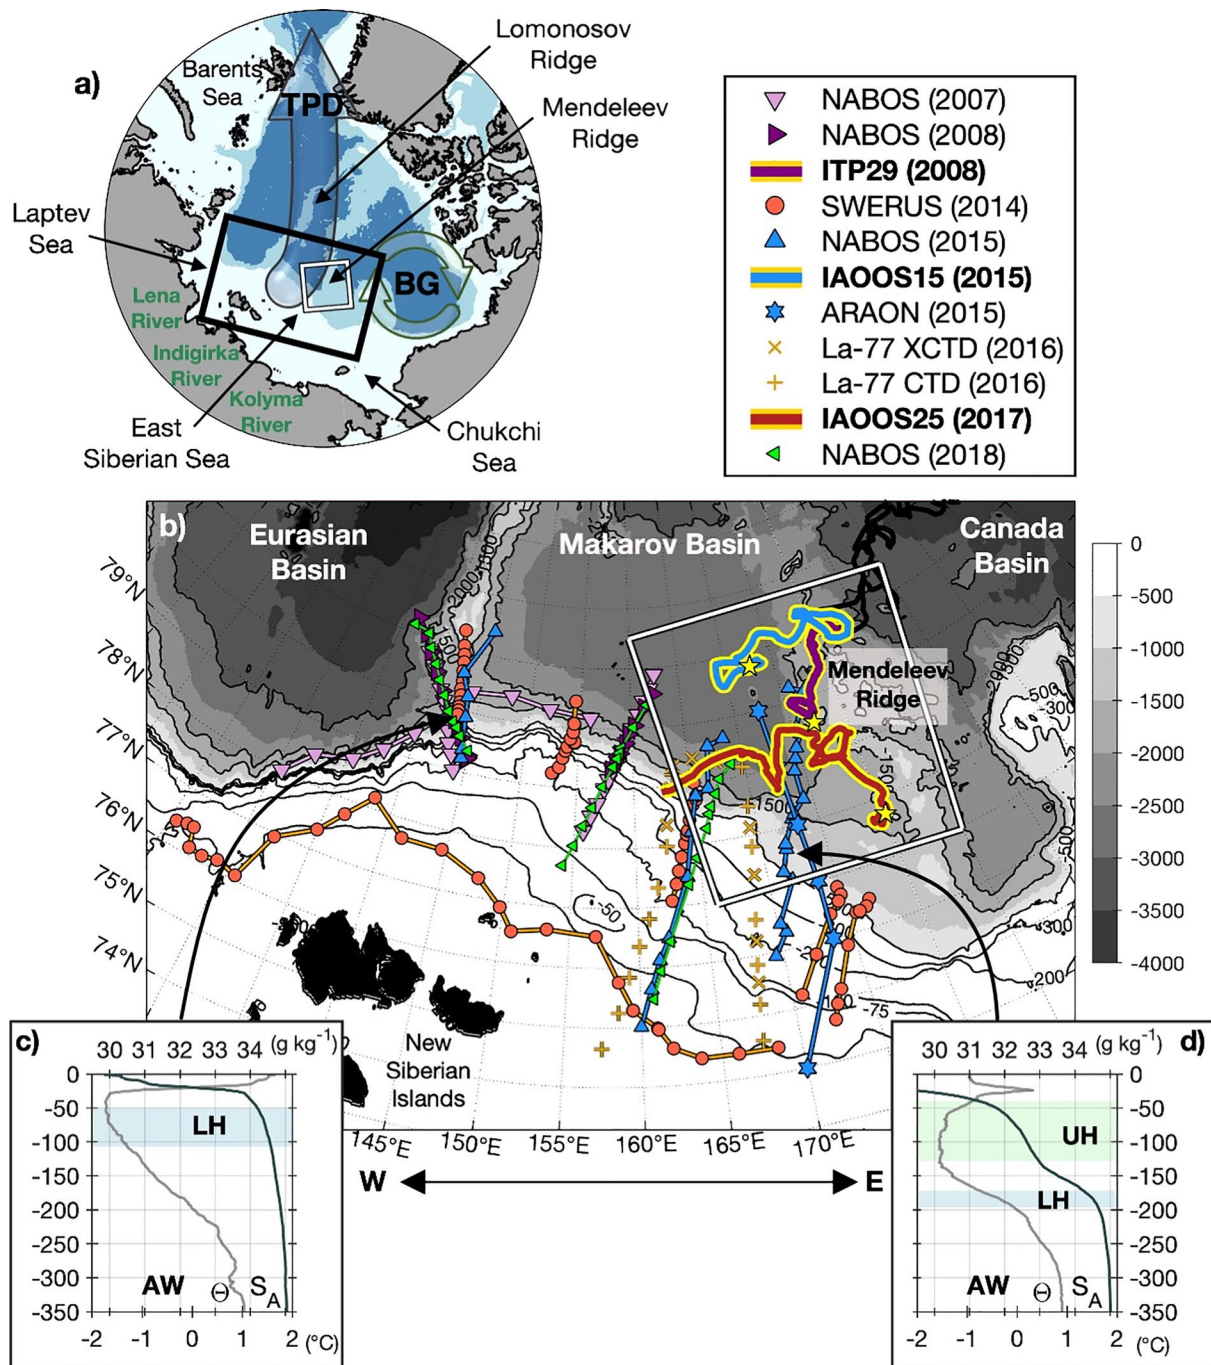 a)
Barents
Sea
TPD
Lomonosov
Ridge
Mendeleev
Ridge
Laptev
Sea
BG
Lena
River
Indigirka
River
Kolyma
River
East
Siberian Sea
Chukchi
Sea
NABOS (2007)
NABOS (2008)
ITP29 (2008)
SWERUS (2014)
NABOS (2015)
IAOOS15 (2015)
ARAON (2015)
La-77 XCTD (2016)
La-77 CTD (2016)
IAOOS25 (2017)
NABOS (2018)
b)
Eurasian
Basin
Makarov Basin
Canada
Basin
Mendeleev
Ridge
79°N
78°N
77°N
76°N
75°N
74°N
-50
-75
-200
-300
-500
-1500
New
Siberian
Islands
145°E
150°E
155°E
160°E
165°E
170°E
W
E
0
-500
-1000
-1500
-2000
-2500
-3000
-3500
-4000
c)
30 31 32 33 34 (g kg⁻¹)
0
-50
-100
-150
-200
-250
-300
-350
LH
AW
Θ
S_A
-2 -1 0 1 2
(°C)
d)
30 31 32 33 34 (g kg⁻¹)
0
-50
-100
-150
-200
-250
-300
-350
UH
LH
AW
Θ
S_A
-2 -1 0 1 2
(°C)